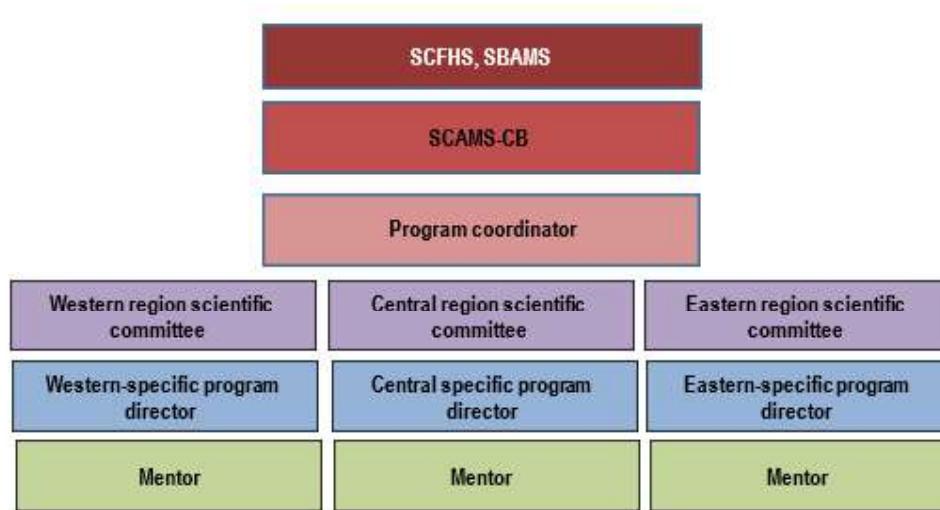 SCFHS, SBAMS
SCAMS-CB
Program coordinator
Western region scientific
committee
Central region scientific
committee
Eastern region scientific
committee
Western-specific program
director
Central specific program
director
Eastern-specific program
director
Mentor
Mentor
Mentor